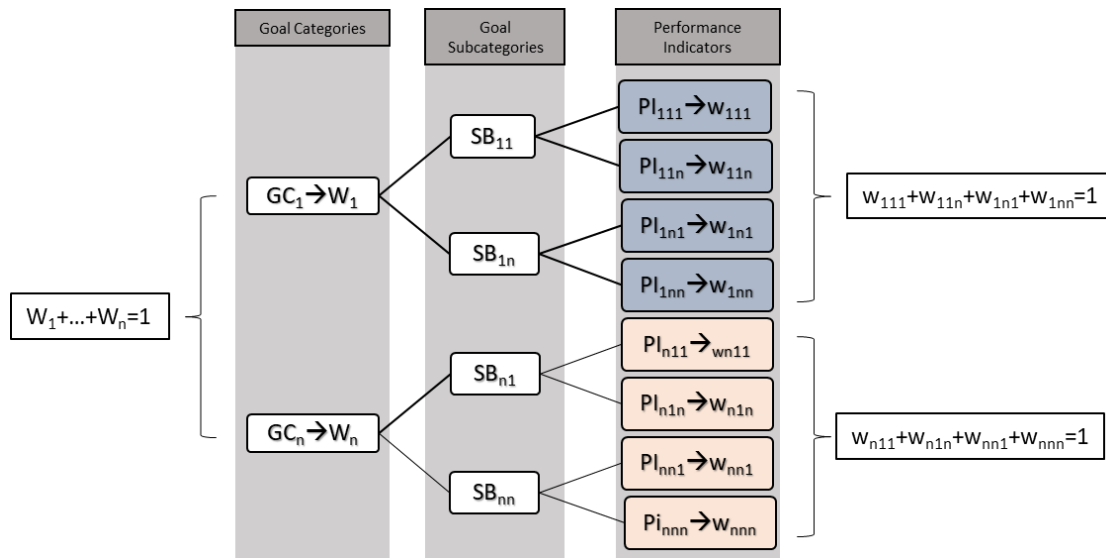 Goal Categories
Goal
Subcategories
Performance
Indicators
GC₁→W₁
GCₙ→Wₙ
W₁+...+Wₙ=1
SB₁₁
SB₁ₙ
SBₙ₁
SBₙₙ
PI₁₁₁→w₁₁₁
PI₁₁ₙ→w₁₁ₙ
PI₁ₙ₁→w₁ₙ₁
PI₁ₙₙ→w₁ₙₙ
PIₙ₁₁→wn11
PIₙ₁ₙ→wₙ₁ₙ
PIₙₙ₁→wₙₙ₁
Piₙₙₙ→wₙₙₙ
w₁₁₁+w₁₁ₙ+w₁ₙ₁+w₁ₙₙ=1
wₙ₁₁+wₙ₁ₙ+wₙₙ₁+wₙₙₙ=1